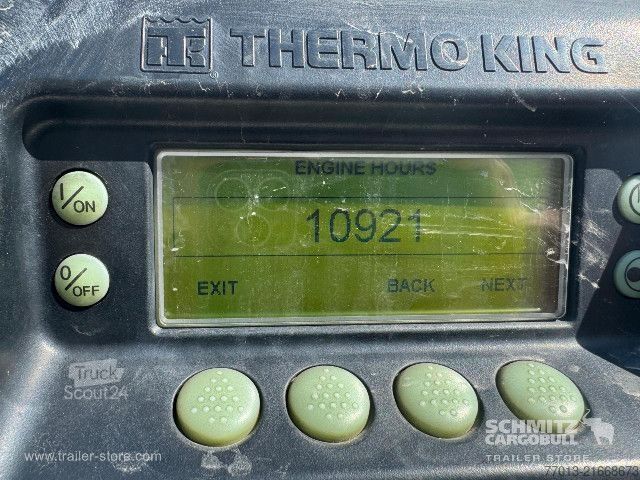 TK THERMO KING
ENGINE HOURS
I/ON
10921
O/OFF
EXIT BACK NEXT
Truck
Scout24
SCHMITZ
CARGOBULL
www.trailer-store.com
TRAILER STORE
77013-21668673